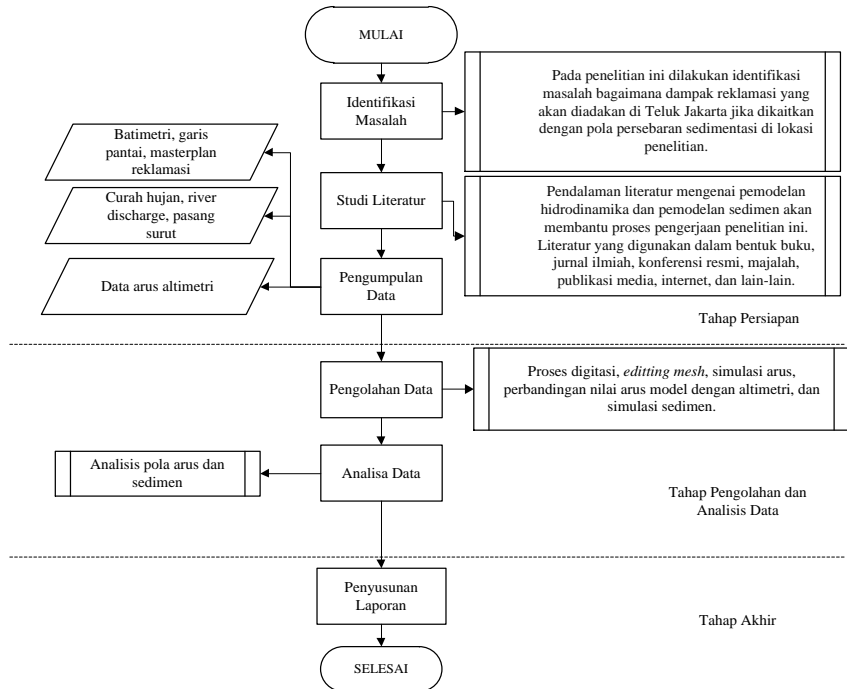 MULAI
Identifikasi
Masalah
Pada penelitian ini dilakukan identifikasi
masalah bagaimana dampak reklamasi yang
akan diadakan di Teluk Jakarta jika dikaitkan
dengan pola persebaran sedimentasi di lokasi
penelitian.
Batimetri, garis
pantai, masterplan
reklamasi
Studi Literatur
Pendalaman literatur mengenai pemodelan
hidrodinamika dan pemodelan sedimen akan
membantu proses pengerjaan penelitian ini.
Literatur yang digunakan dalam bentuk buku,
jurnal ilmiah, konferensi resmi, majalah,
publikasi media, internet, dan lain-lain.
Curah hujan, river
discharge, pasang
surut
Pengumpulan
Data
Data arus altimetri
Tahap Persiapan
Pengolahan Data
Proses digitasi, editting mesh, simulasi arus,
perbandingan nilai arus model dengan altimetri, dan
simulasi sedimen.
Analisa Data
Analisis pola arus dan
sedimen
Tahap Pengolahan dan
Analisis Data
Penyusunan
Laporan
Tahap Akhir
SELESAI